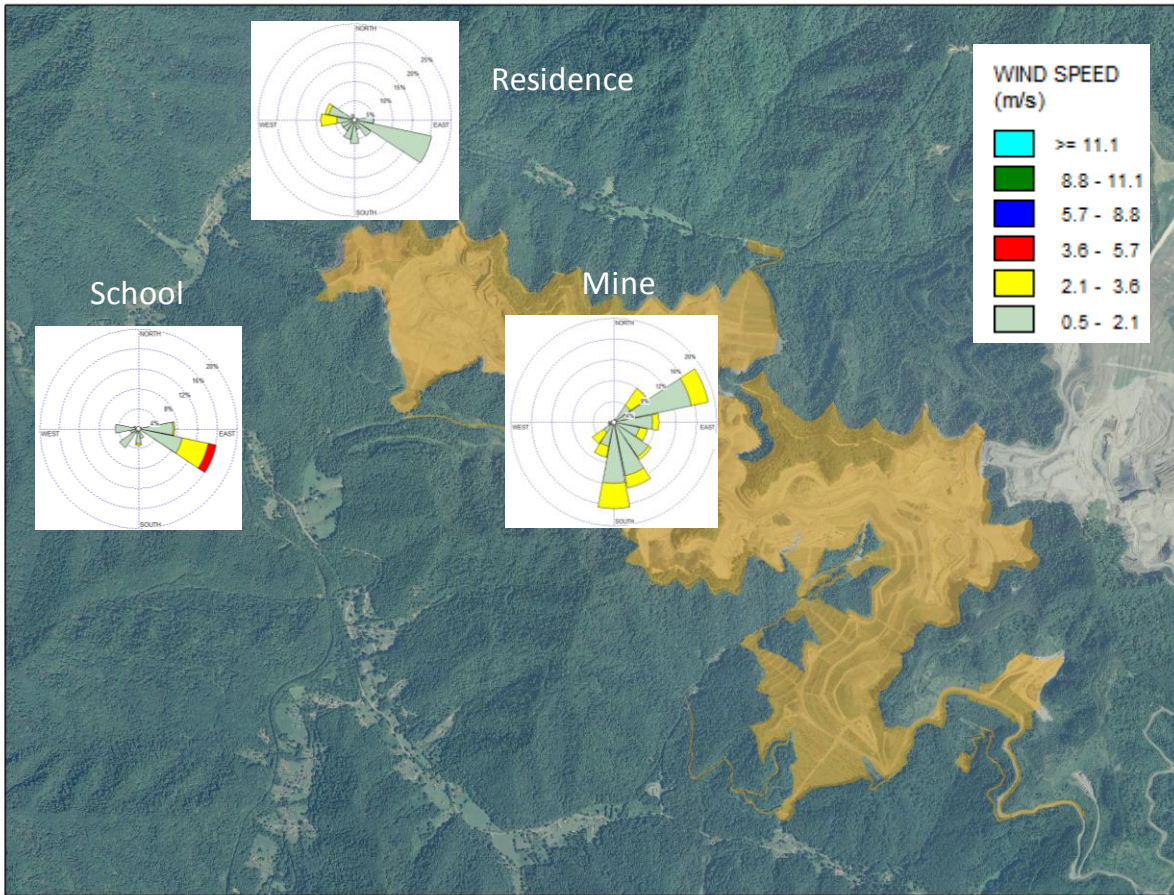 Residence
NORTH
25%
20%
15%
10%
5%
WEST
EAST
SOUTH
WIND SPEED
(m/s)
>= 11.1
8.8 - 11.1
5.7 - 8.8
3.6 - 5.7
2.1 - 3.6
0.5 - 2.1
School
NORTH
20%
16%
12%
8%
4%
WEST
EAST
SOUTH
Mine
NORTH
20%
16%
12%
8%
4%
WEST
EAST
SOUTH